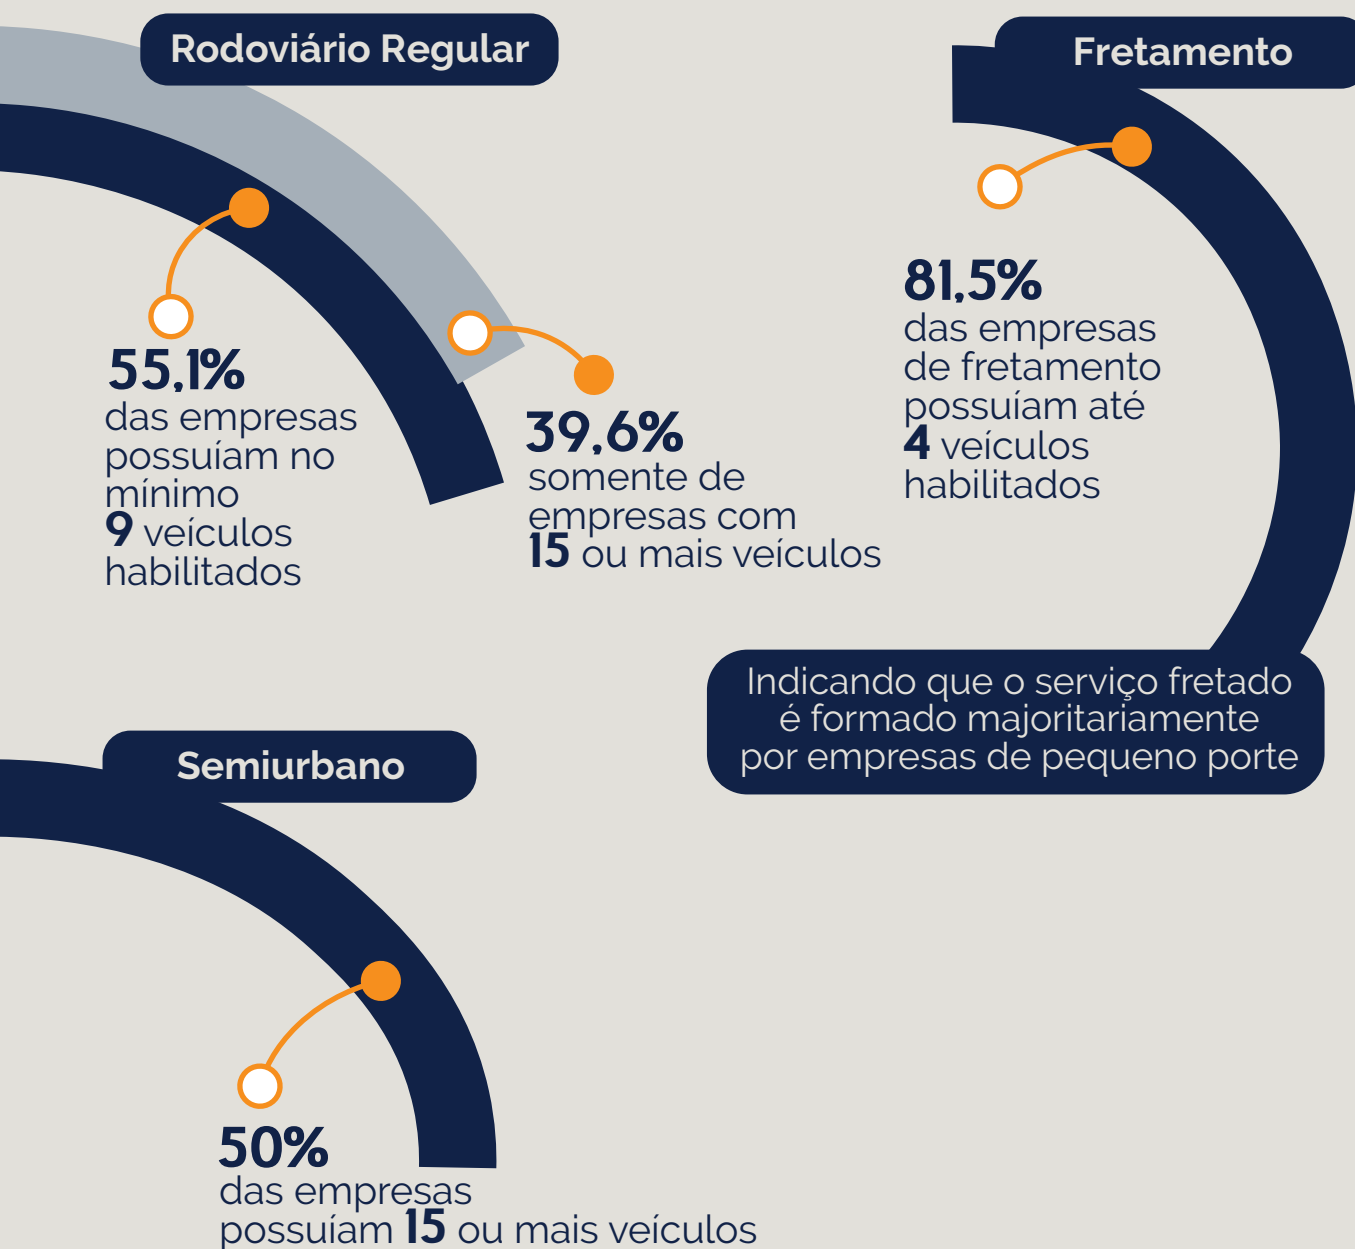 Rodoviário Regular
55,1%
das empresas
possuíam no
mínimo
9 veículos
habilitados
39,6%
somente de
empresas com
15 ou mais veículos
Fretamento
81,5%
das empresas
de fretamento
possuíam até
4 veículos
habilitados
Indicando que o serviço fretado
é formado majoritariamente
por empresas de pequeno porte
Semiurbano
50%
das empresas
possuíam 15 ou mais veículos